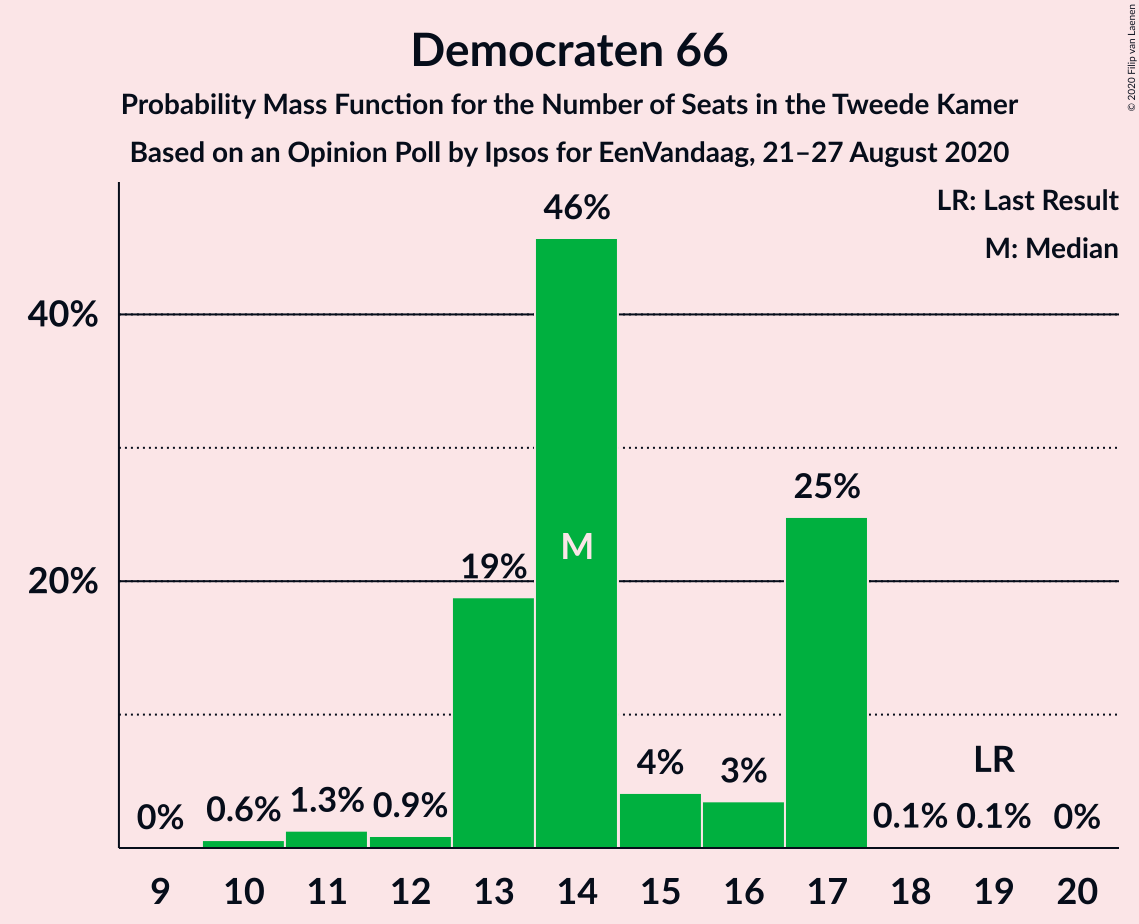 Democraten 66
Probability Mass Function for the Number of Seats in the Tweede Kamer
Based on an Opinion Poll by Ipsos for EenVandaag, 21–27 August 2020
© 2020 Filip van Laenen
LR: Last Result
M: Median
46%
40%
25%
M
19%
20%
LR
4%
3%
0%
0.6%
1.3%
0.9%
0.1%
0.1%
0%
9 10 11 12 13 14 15 16 17 18 19 20